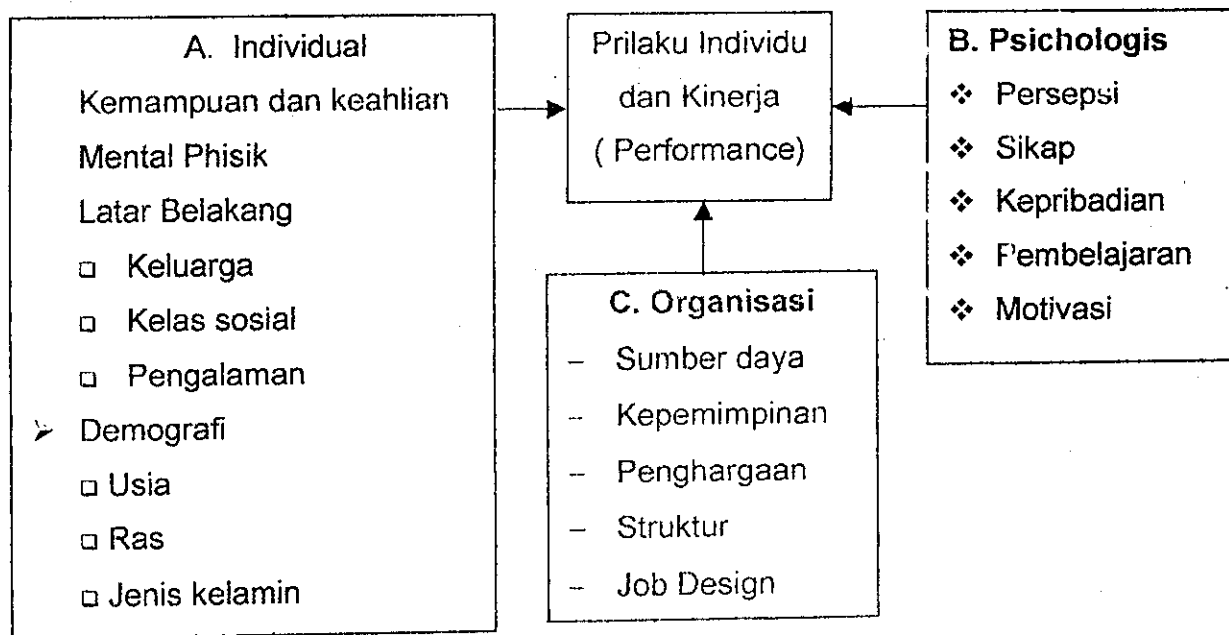 A. Individual
Kemampuan dan keahlian
Mental Phisik
Latar Belakang
❑ Keluarga
❑ Kelas sosial
❑ Pengalaman
➢ Demografi
❑ Usia
❑ Ras
❑ Jenis kelamin
Prilaku Individu
dan Kinerja
( Performance)
B. Psichologis
❖ Persepsi
❖ Sikap
❖ Kepribadian
❖ Pembelajaran
❖ Motivasi
C. Organisasi
– Sumber daya
– Kepemimpinan
– Penghargaan
– Struktur
– Job Design